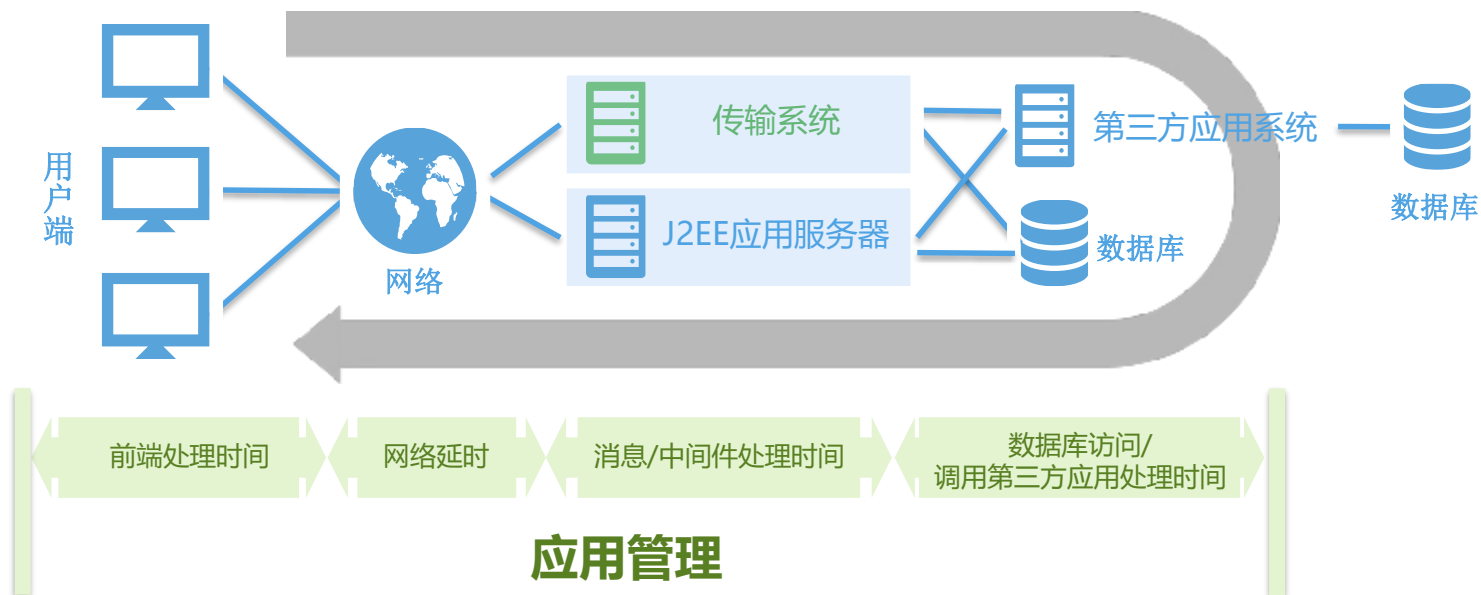 用户端
网络
传输系统
J2EE应用服务器
第三方应用系统
数据库
数据库
前端处理时间
网络延时
消息/中间件处理时间
数据库访问/
调用第三方应用处理时间
应用管理